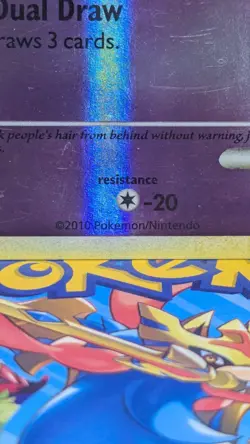 Dual Draw
raws 3 cards.
k people's hair from behind without warning, j
resistance
-20
©2010 Pokémon/Nintendo